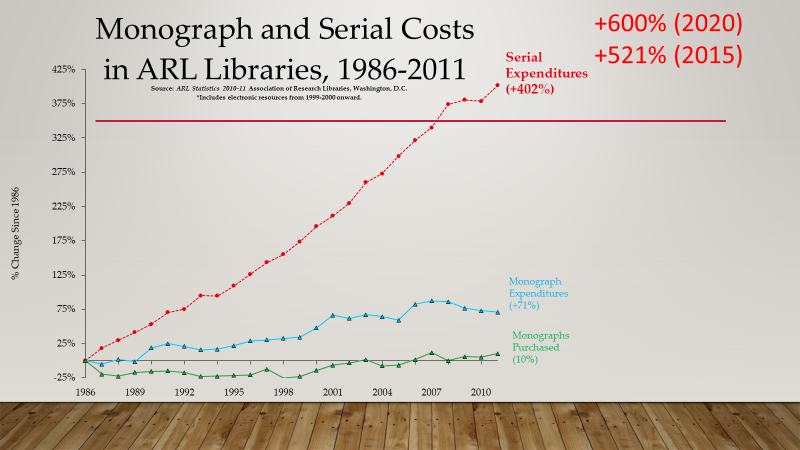 Monograph and Serial Costs
in ARL Libraries, 1986-2011
Source: ARL Statistics 2010-11 Association of Research Libraries, Washington, D.C.
*Includes electronic resources from 1999-2000 onward.
+600% (2020)
+521% (2015)
Serial
Expenditures
(+402%)
425%
375%
325%
275%
225%
175%
125%
75%
25%
-25%
% Change Since 1986
Monograph
Expenditures
(+71%)
Monographs
Purchased
(10%)
1986 1989 1992 1995 1998 2001 2004 2007 2010